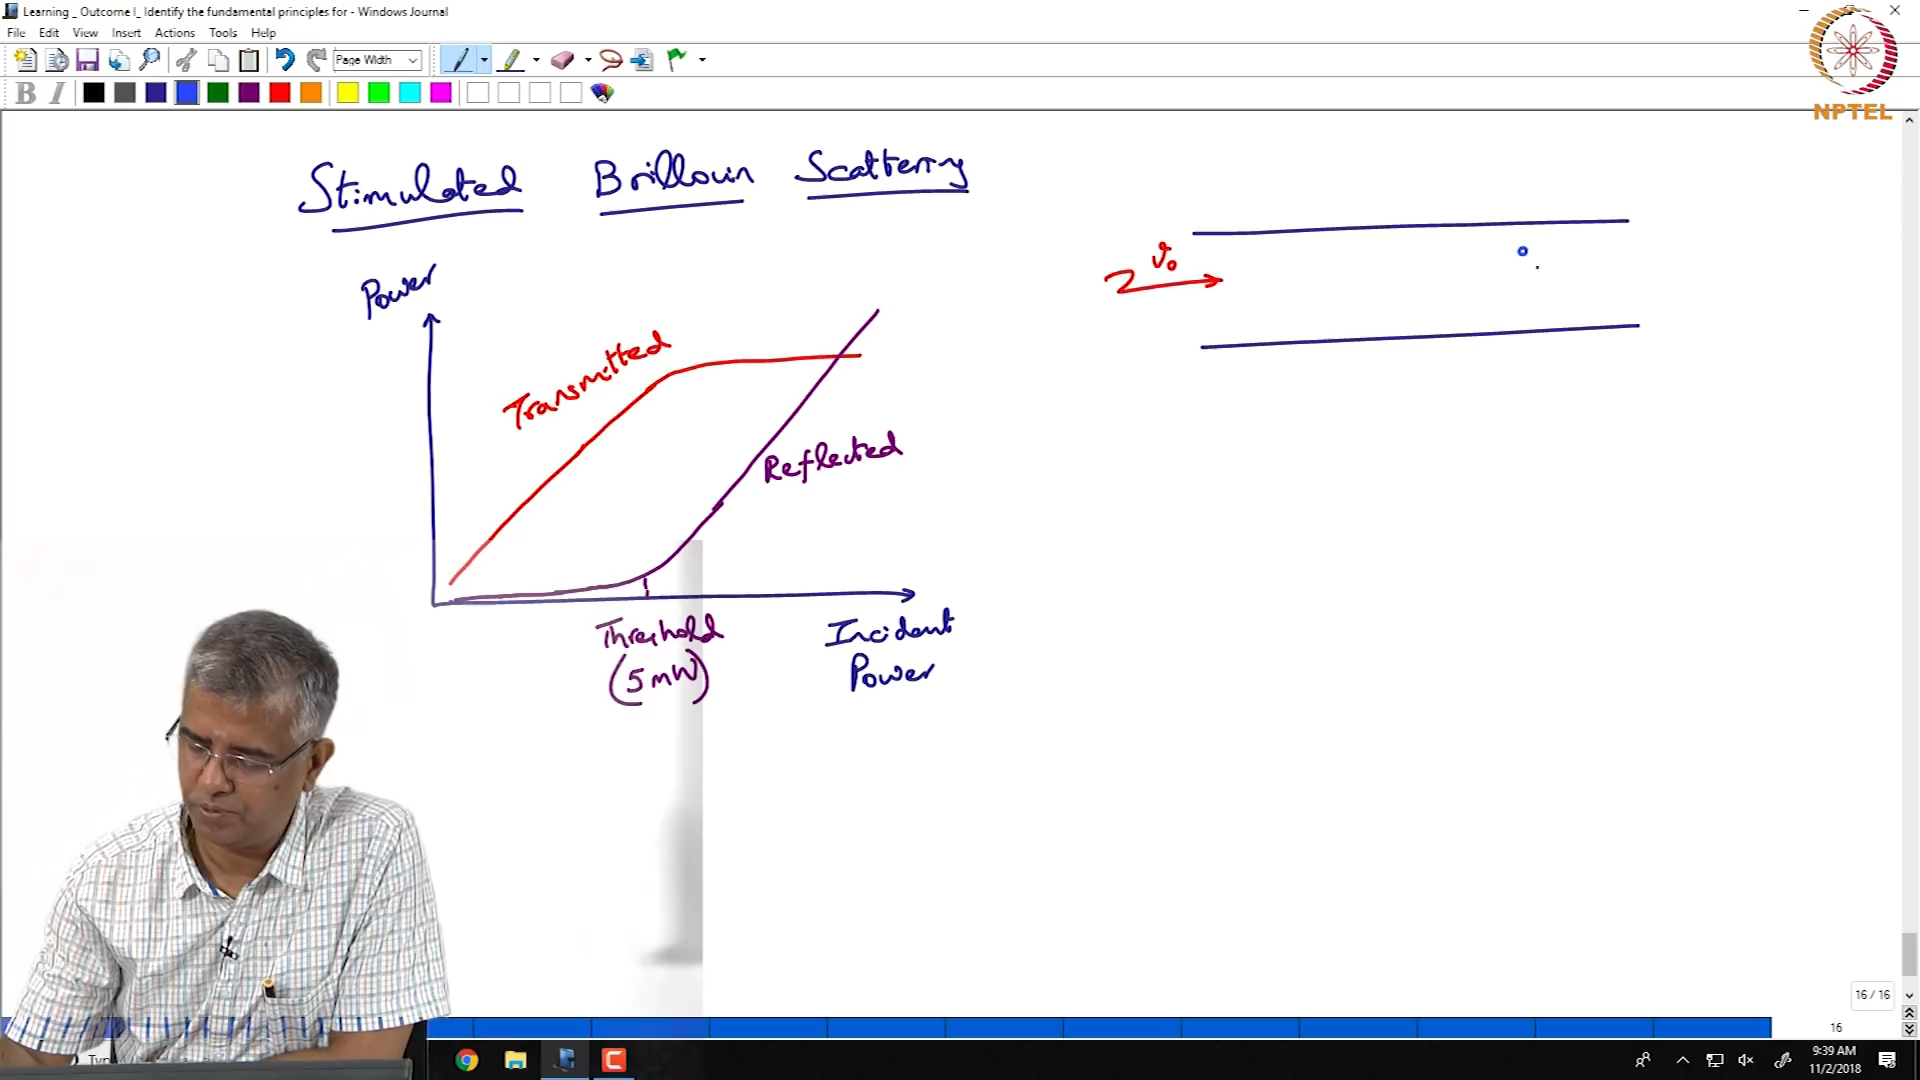 Learning _ Outcome I_ Identify the fundamental principles for - Windows Journal
File Edit View Insert Actions Tools Help
Page Width
B I
NPTEL
Stimulated Brillouin Scattering
Power
ν₀
Transmitted
Reflected
Threshold
(5 mW)
Incident
Power
16 / 16
16
9:39 AM
11/2/2018